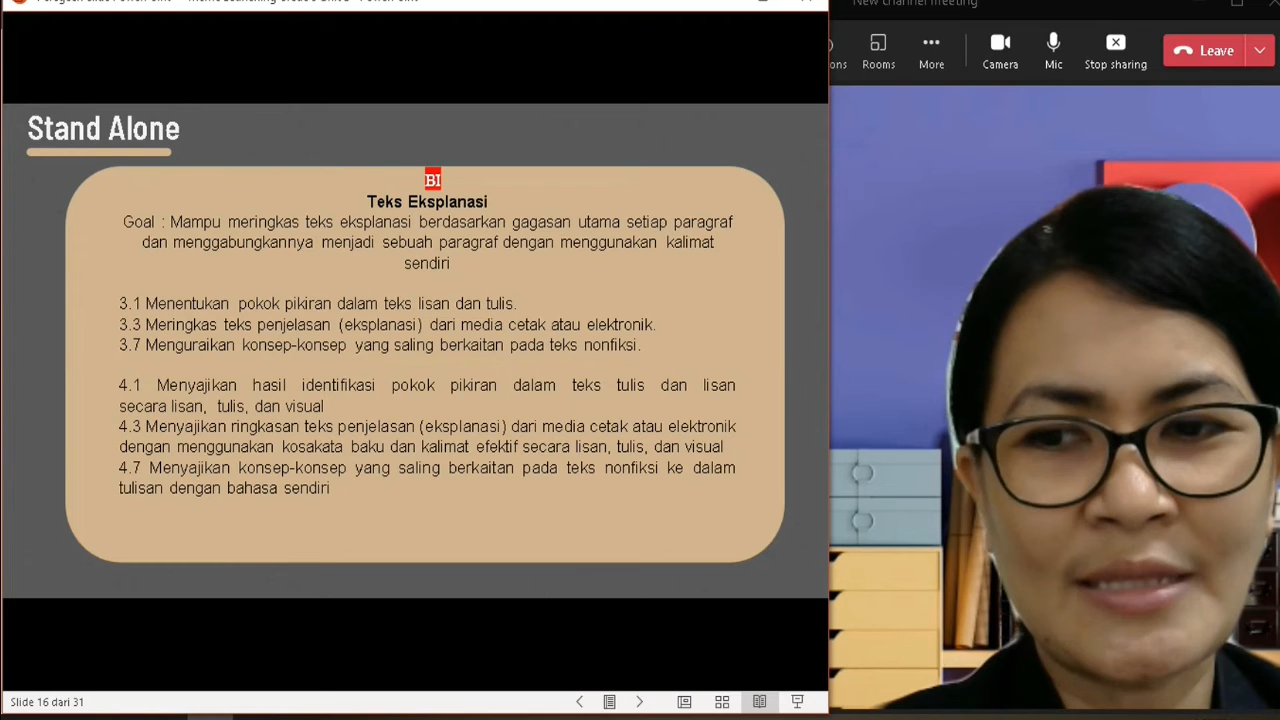 New channel meeting
Rooms
More
Camera
Mic
Stop sharing
Leave
Stand Alone
BI
Teks Eksplanasi
Goal : Mampu meringkas teks eksplanasi berdasarkan gagasan utama setiap paragraf
dan menggabungkannya menjadi sebuah paragraf dengan menggunakan kalimat
sendiri
3.1 Menentukan pokok pikiran dalam teks lisan dan tulis.
3.3 Meringkas teks penjelasan (eksplanasi) dari media cetak atau elektronik.
3.7 Menguraikan konsep-konsep yang saling berkaitan pada teks nonfiksi.
4.1 Menyajikan hasil identifikasi pokok pikiran dalam teks tulis dan lisan
secara lisan, tulis, dan visual
4.3 Menyajikan ringkasan teks penjelasan (eksplanasi) dari media cetak atau elektronik
dengan menggunakan kosakata baku dan kalimat efektif secara lisan, tulis, dan visual
4.7 Menyajikan konsep-konsep yang saling berkaitan pada teks nonfiksi ke dalam
tulisan dengan bahasa sendiri
Slide 16 dari 31